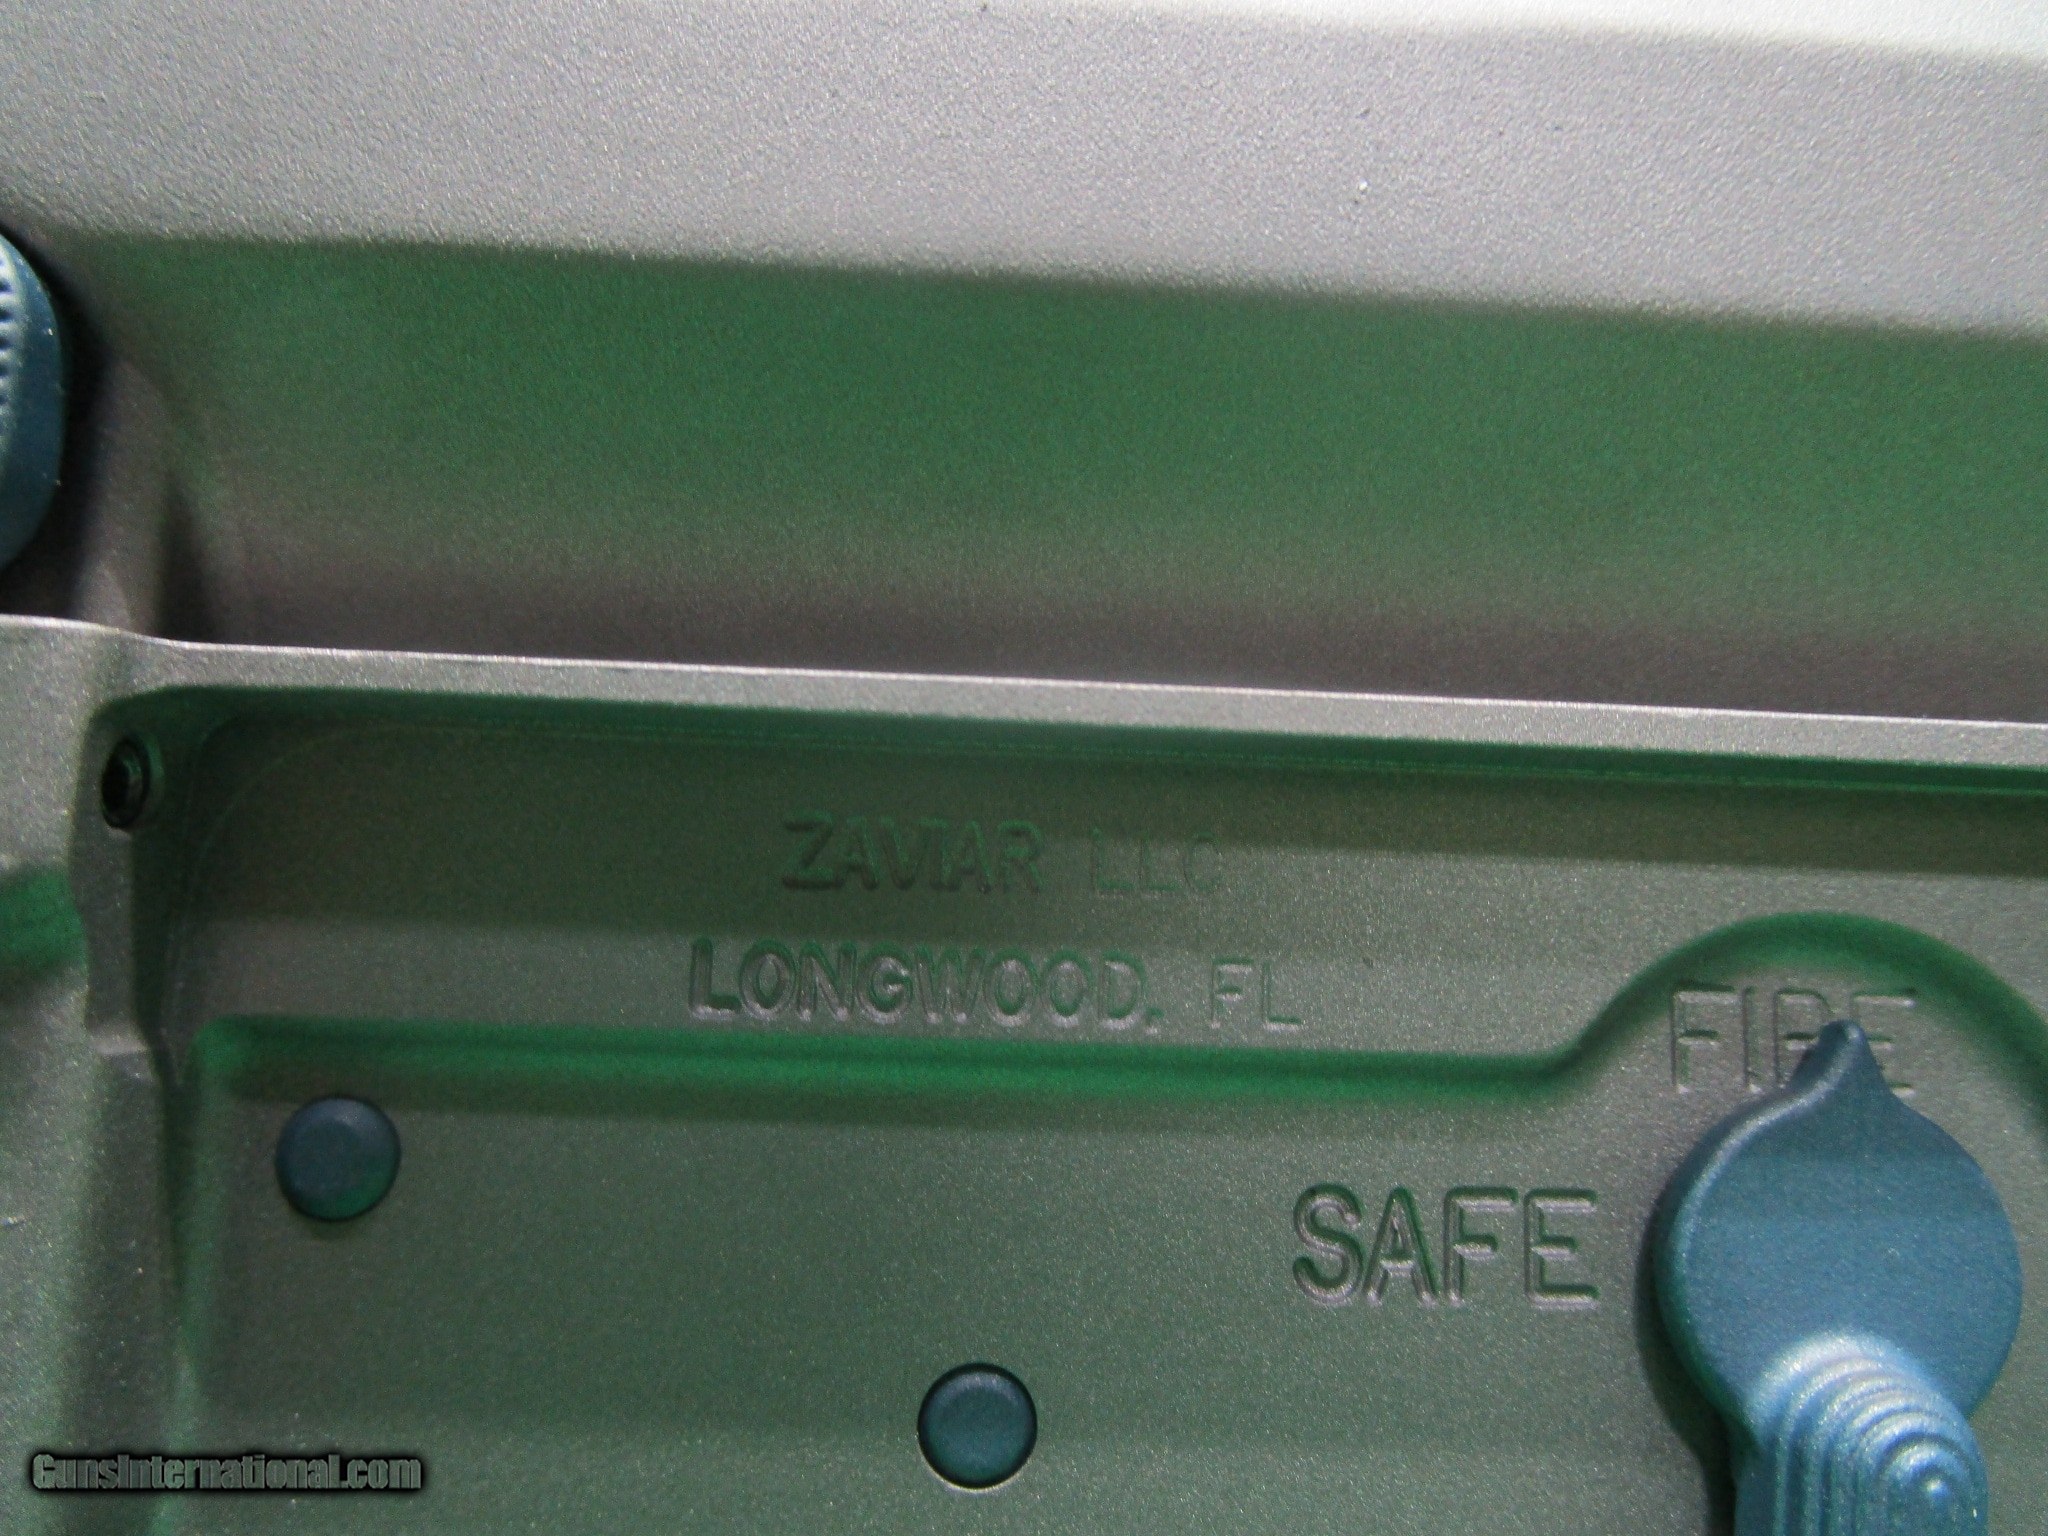 ZAVIAR LLC
LONGWOOD, FL
FIRE
SAFE
GunsInternational.com